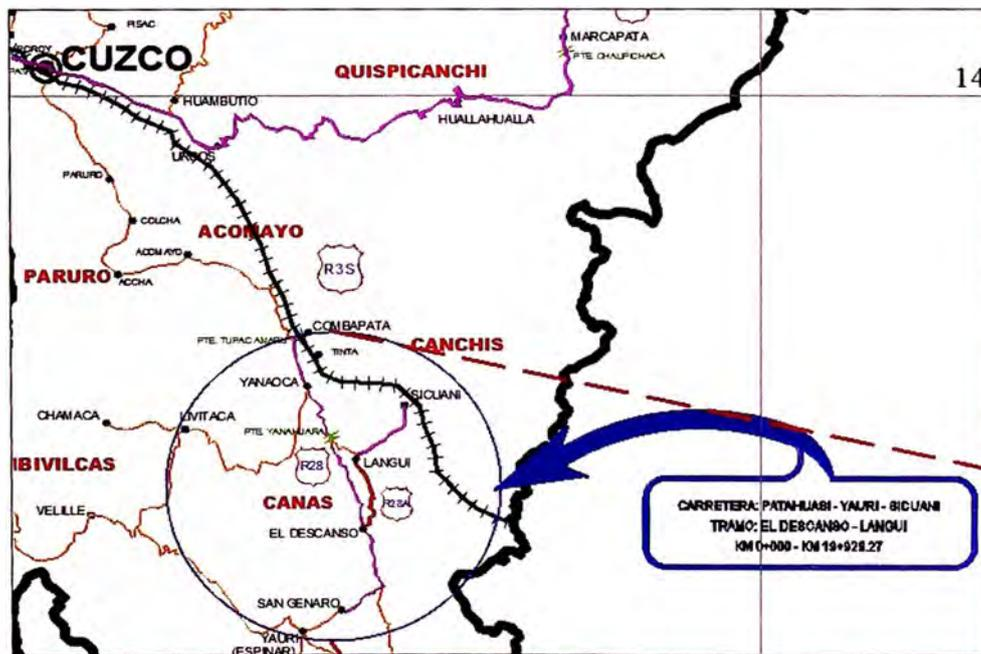 PISAC
CUZCO
MARCAPATA
PTE. CHAUPICHACA
QUISPICANCHI
14
HUAMBUTIO
HUALLAHUALLA
URCOS
PARURO
COLCHA
ACOMAYO
ACOMAYO
R3S
PARURO
ACCHA
COMBAPATA
PTE. TUPAC AMARU
CANCHIS
TINTA
YANAOCA
SICUANI
CHAMACA
LIVITACA
PTE. YANAHUARA
IBIVILCAS
R28
LANGUI
CANAS
R28A
VELILLE
EL DESCANSO
CARRETERA: PATAHUASI - YAURI - SICUANI
TRAMO: EL DESCANSO - LANGUI
KM 0+000 - KM 19+928.27
SAN GENARO
YAURI
(ESPINAR)